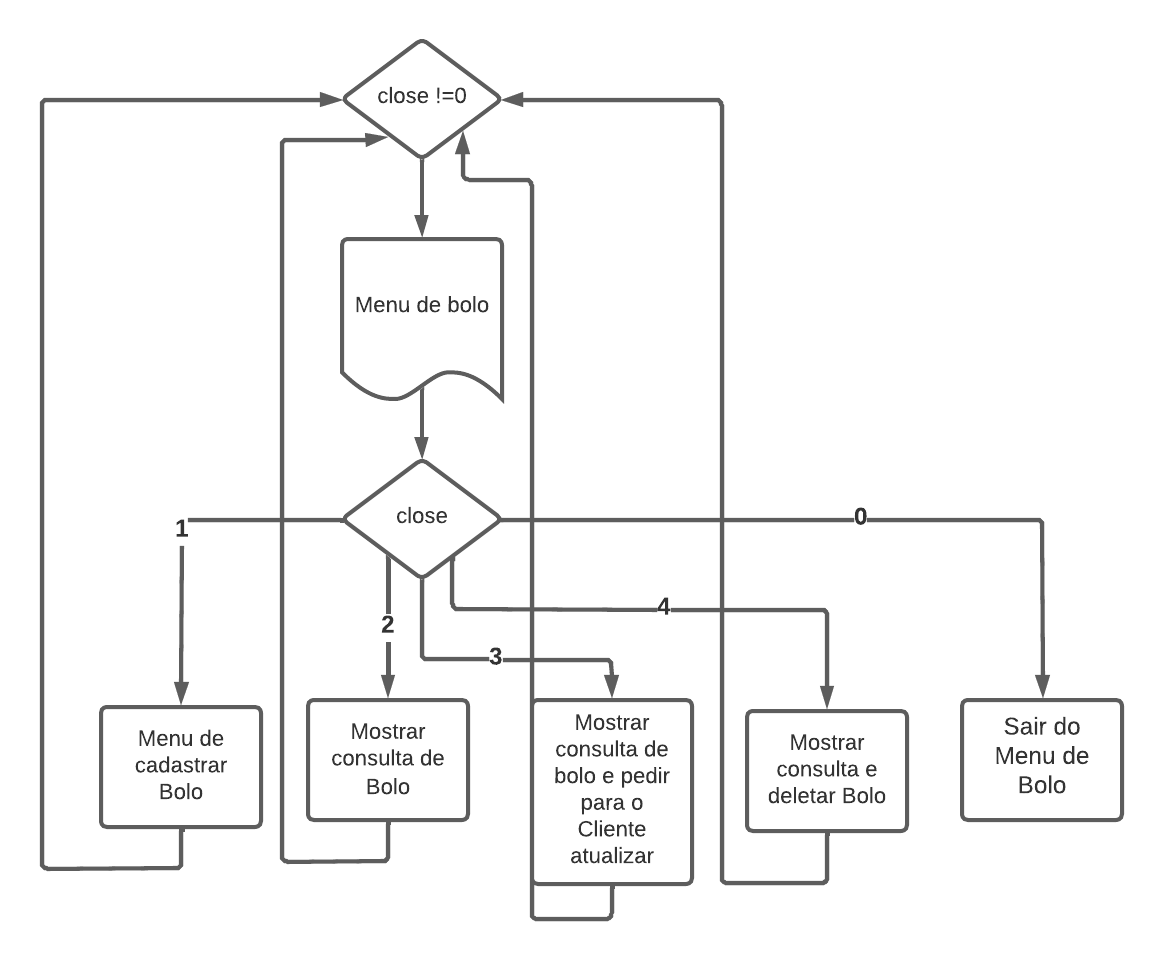 close !=0
Menu de bolo
close
1
0
2
3
4
Menu de
cadastrar
Bolo
Mostrar
consulta de
Bolo
Mostrar
consulta de
bolo e pedir
para o
Cliente
atualizar
Mostrar
consulta e
deletar Bolo
Sair do
Menu de
Bolo